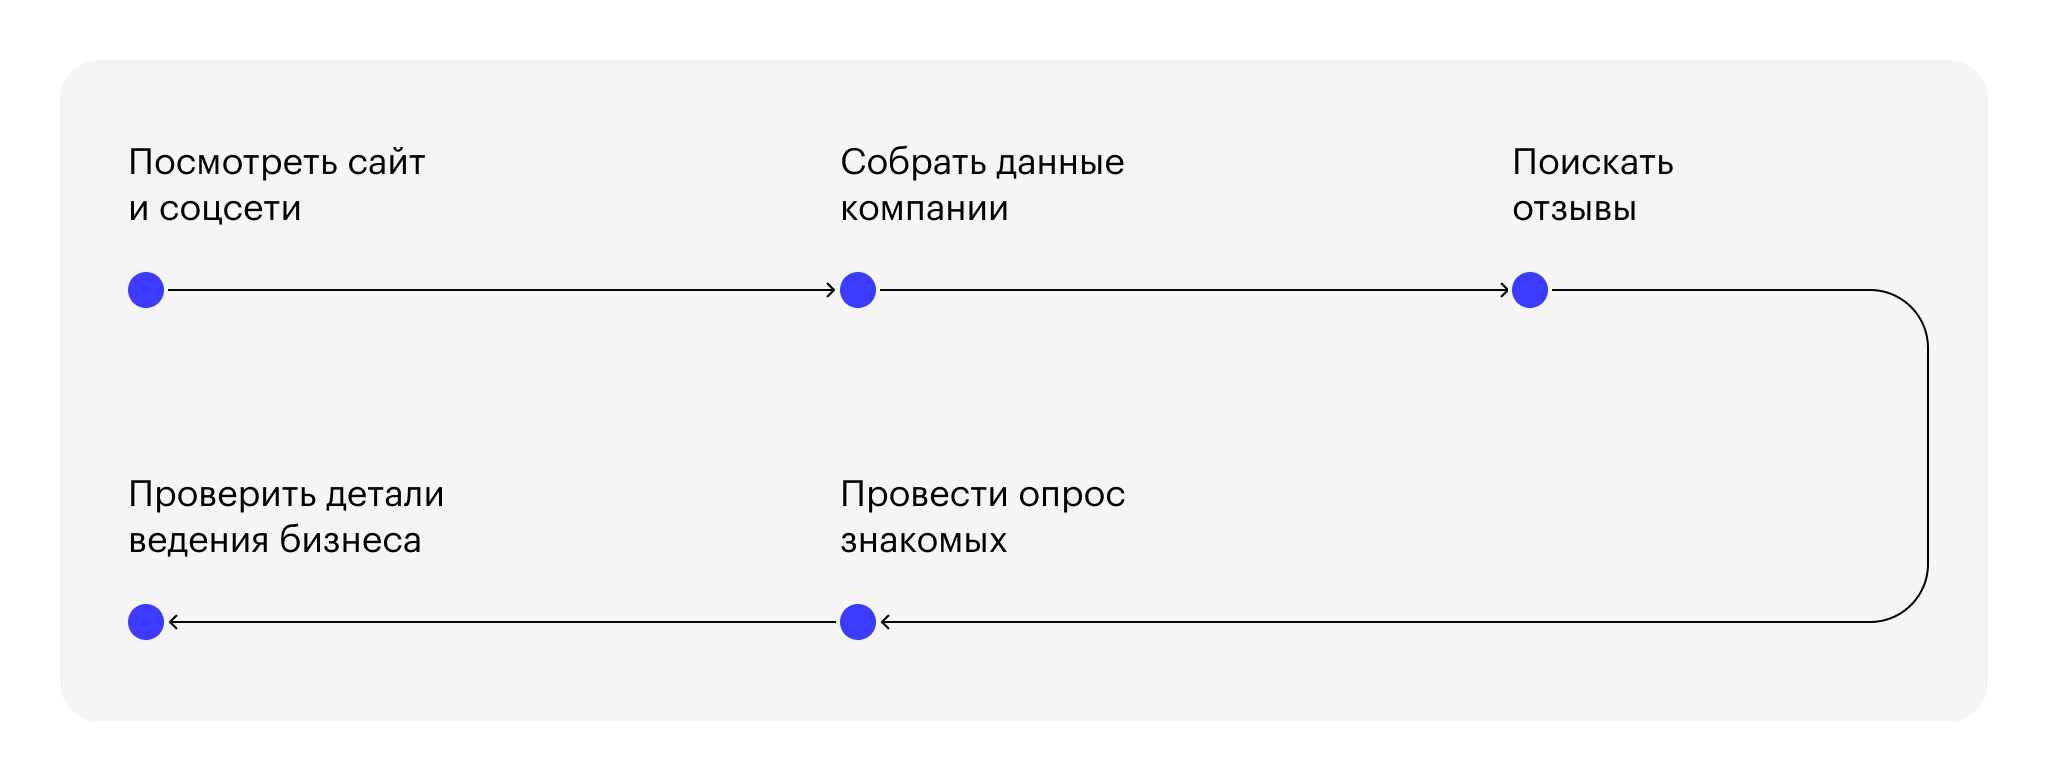 Посмотреть сайт
и соцсети
Собрать данные
компании
Поискать
отзывы
Провести опрос
знакомых
Проверить детали
ведения бизнеса